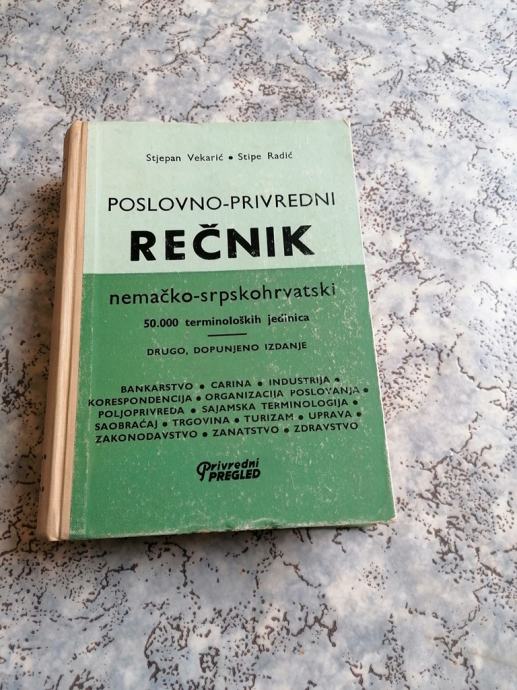 Stjepan Vekarić • Stipe Radić
POSLOVNO-PRIVREDNI
REČNIK
nemačko-srpskohrvatski
50.000 terminoloških jedinica
DRUGO, DOPUNJENO IZDANJE
BANKARSTVO • CARINA • INDUSTRIJA •
KORESPONDENCIJA • ORGANIZACIJA POSLOVANJA •
POLJOPRIVREDA • SAJAMSKA TERMINOLOGIJA •
SAOBRAĆAJ • TRGOVINA • TURIZAM • UPRAVA •
ZAKONODAVSTVO • ZANATSTVO • ZDRAVSTVO
Privredni
PREGLED